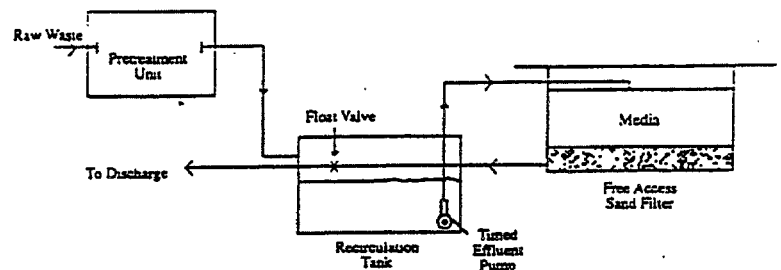 Raw Waste
Pretreatment
Unit
Float Valve
Media
To Discharge
Free Access
Sand Filter
Recirculation
Tank
Timed
Effluent
Pump